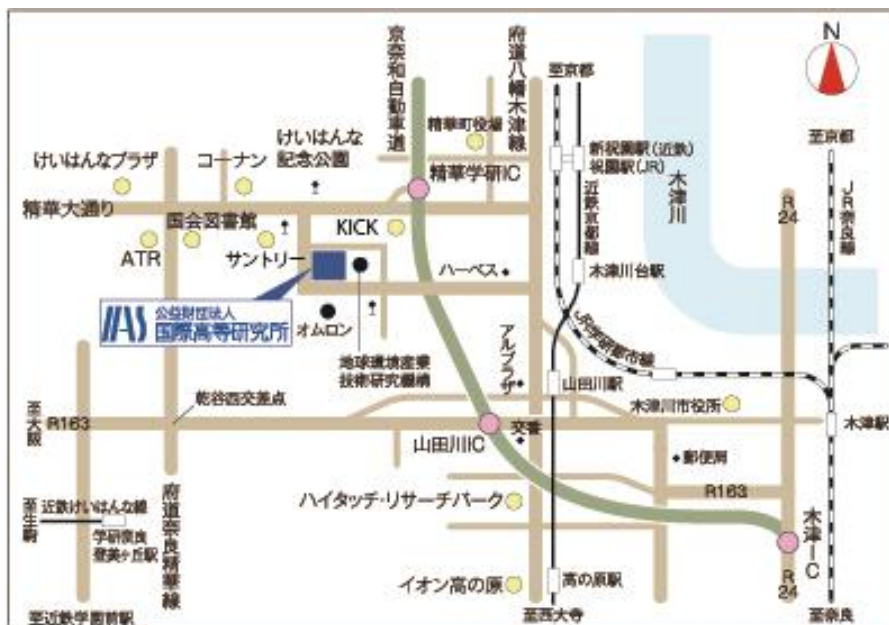 N
京奈和自動車道
府道八幡木津線
至京都
至京都
精華町役場
けいはんなプラザ
コーナン
けいはんな
記念公園
精華学研IC
新祝園駅(近鉄)
祝園駅(JR)
近鉄京都線
木津川
R
24
JR奈良線
精華大通り
国会図書館
ATR
サントリー
KICK
ハーベス
木津川台駅
IIAS
公益財団法人
国際高等研究所
オムロン
地球環境産業
技術研究機構
アルプラザ
JR学研都市線
山田川駅
至大阪
R163
乾谷西交差点
木津川市役所
木津駅
山田川IC
交番
郵便局
ハイタッチ・リサーチパーク
R163
木津IC
至生駒
近鉄けいはんな線
学研奈良
登美ヶ丘駅
府道奈良精華線
イオン高の原
高の原駅
R
24
至近鉄学園前駅
至西大寺
至奈良